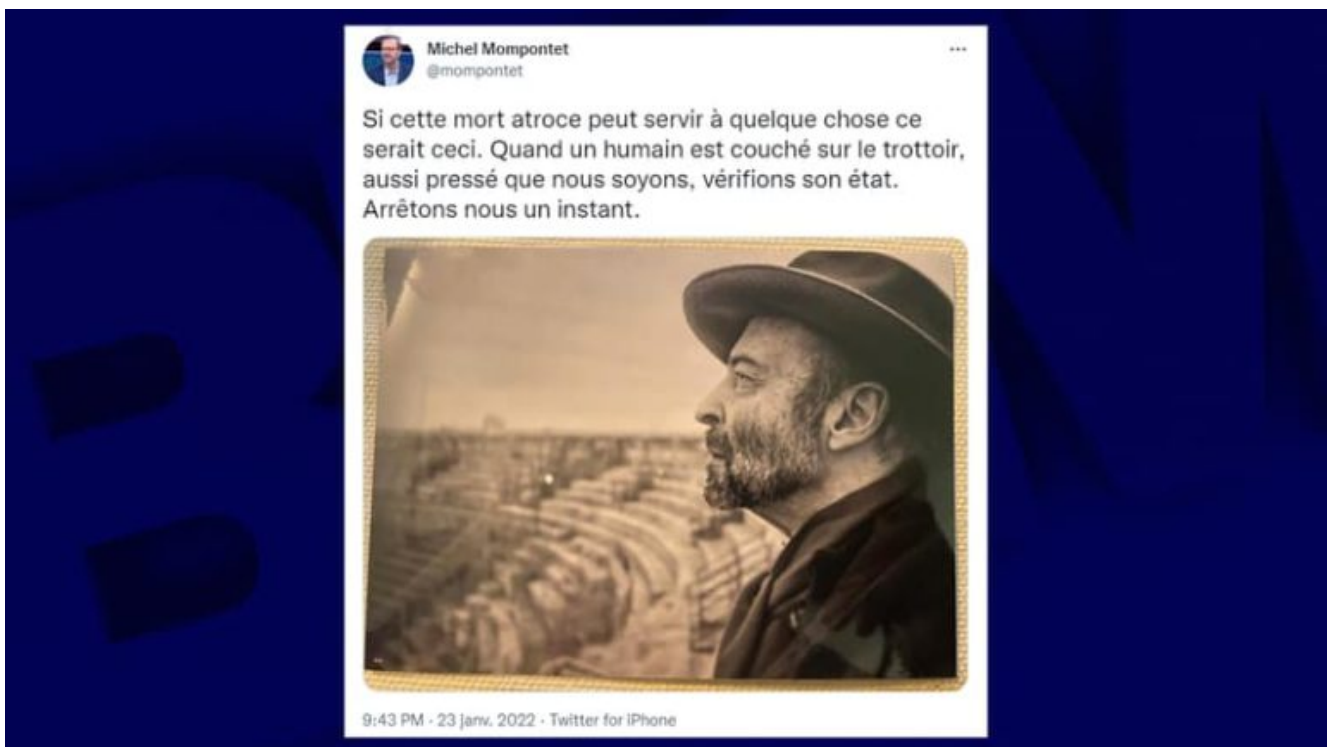 Michel Mompontet
@mompontet
Si cette mort atroce peut servir à quelque chose ce
serait ceci. Quand un humain est couché sur le trottoir,
aussi pressé que nous soyons, vérifions son état.
Arrêtons nous un instant.
9:43 PM · 23 janv. 2022 · Twitter for iPhone